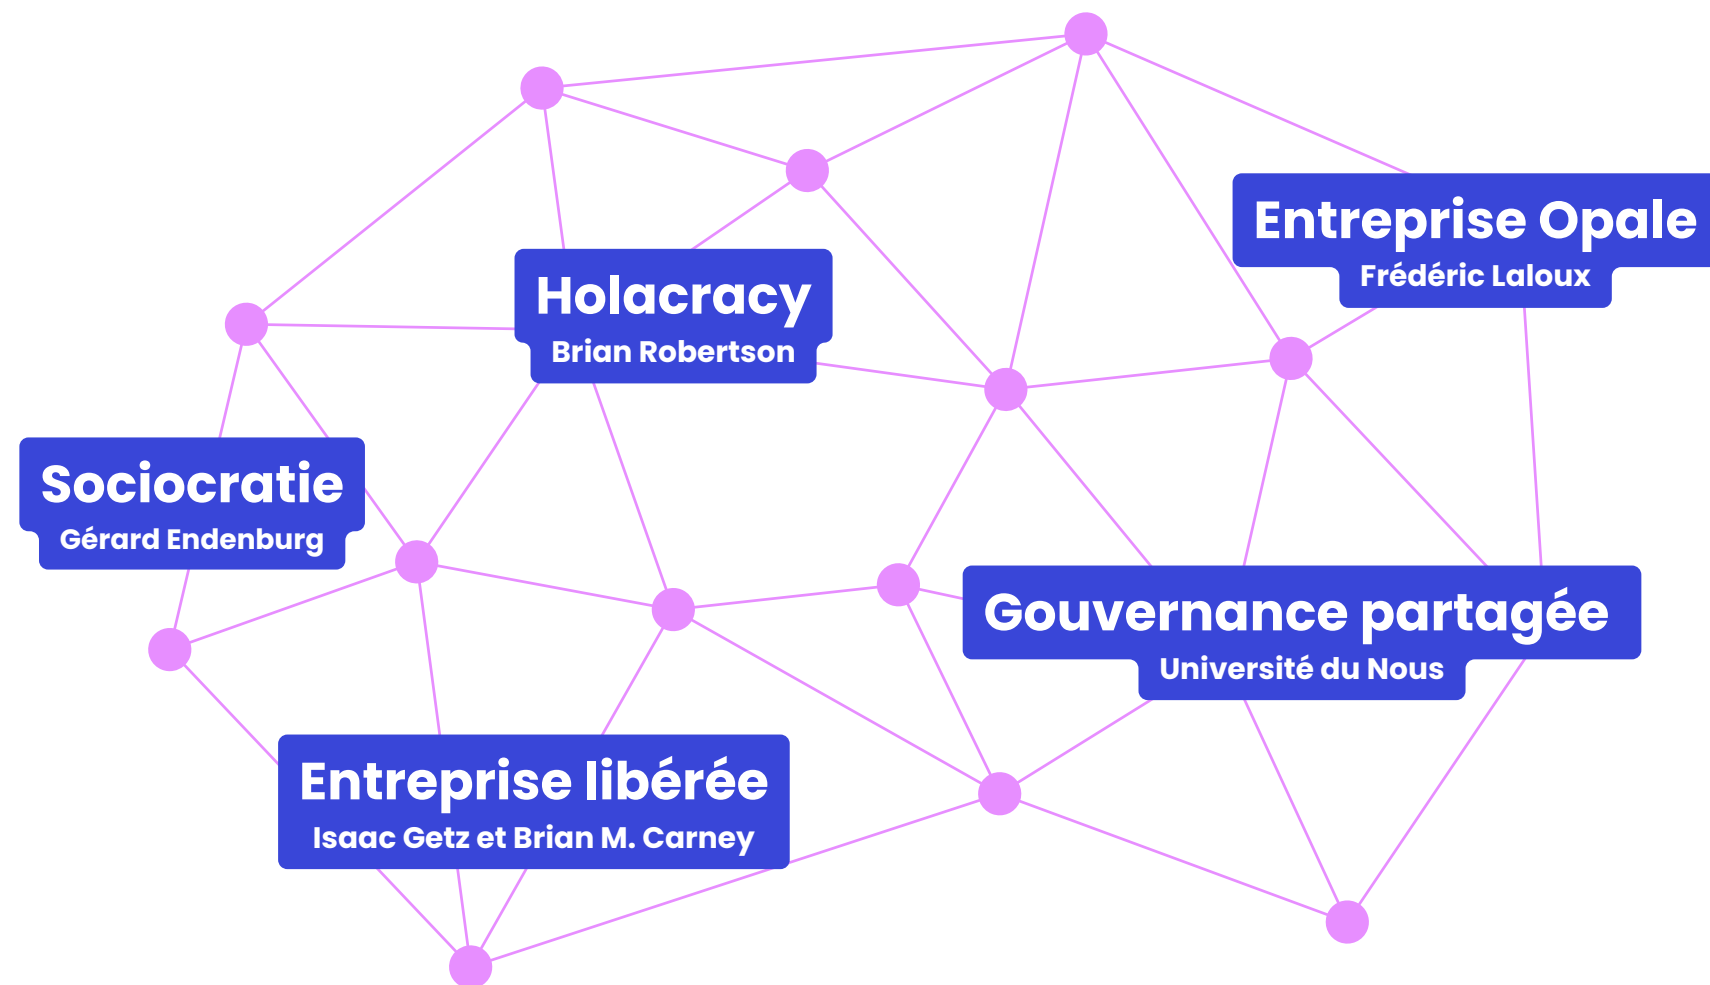 Entreprise Opale
Frédéric Laloux
Holacracy
Brian Robertson
Sociocratie
Gérard Endenburg
Gouvernance partagée
Université du Nous
Entreprise libérée
Isaac Getz et Brian M. Carney